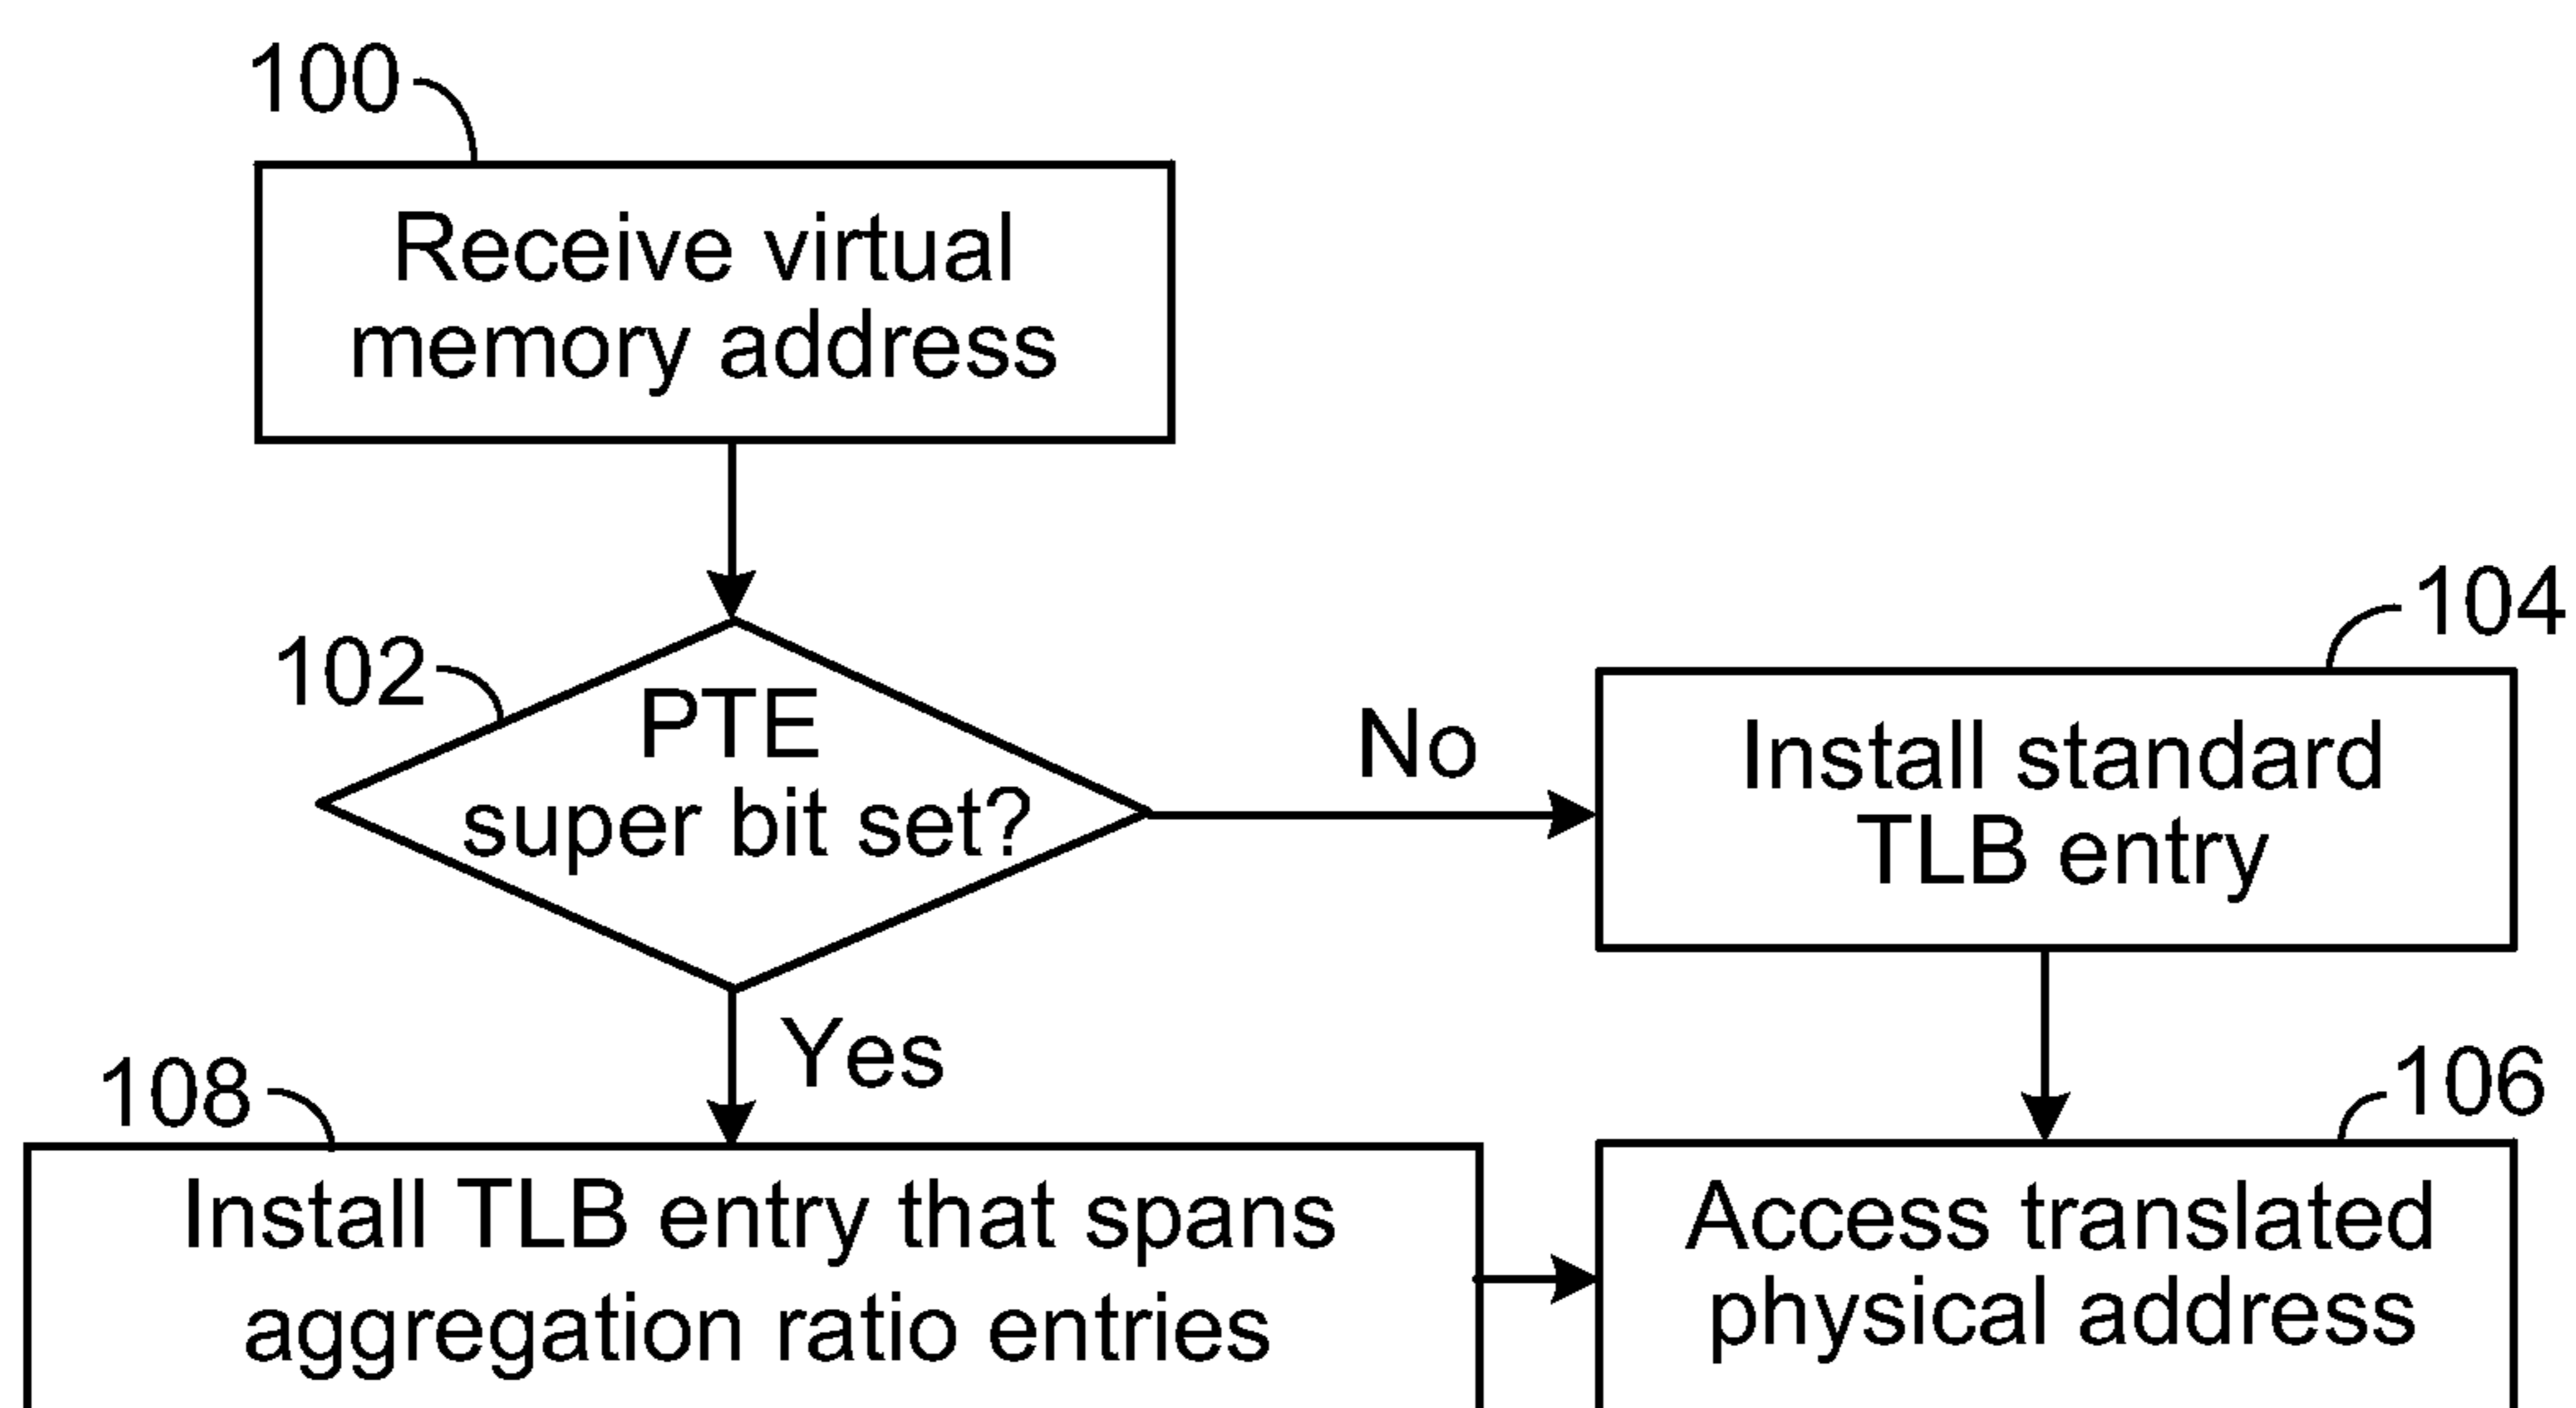 100
Receive virtual
memory address
102
PTE
super bit set?
No
104
Install standard
TLB entry
Yes
108
Install TLB entry that spans
aggregation ratio entries
106
Access translated
physical address